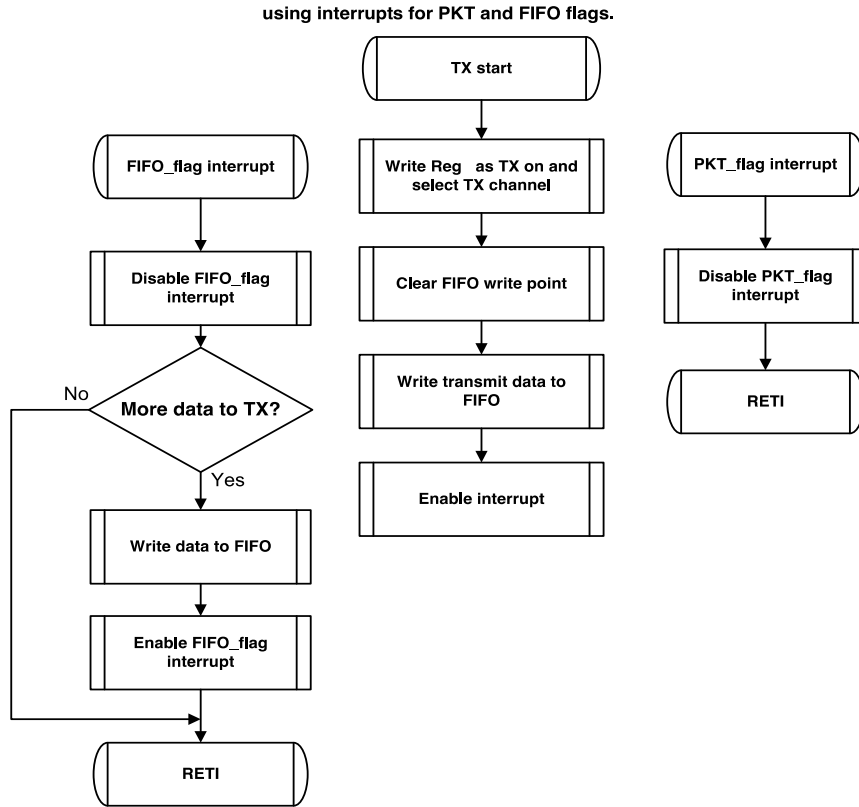 using interrupts for PKT and FIFO flags.
FIFO_flag interrupt
Disable FIFO_flag
interrupt
More data to TX?
No
Yes
Write data to FIFO
Enable FIFO_flag
interrupt
RETI
TX start
Write Reg as TX on and
select TX channel
Clear FIFO write point
Write transmit data to
FIFO
Enable interrupt
PKT_flag interrupt
Disable PKT_flag
interrupt
RETI